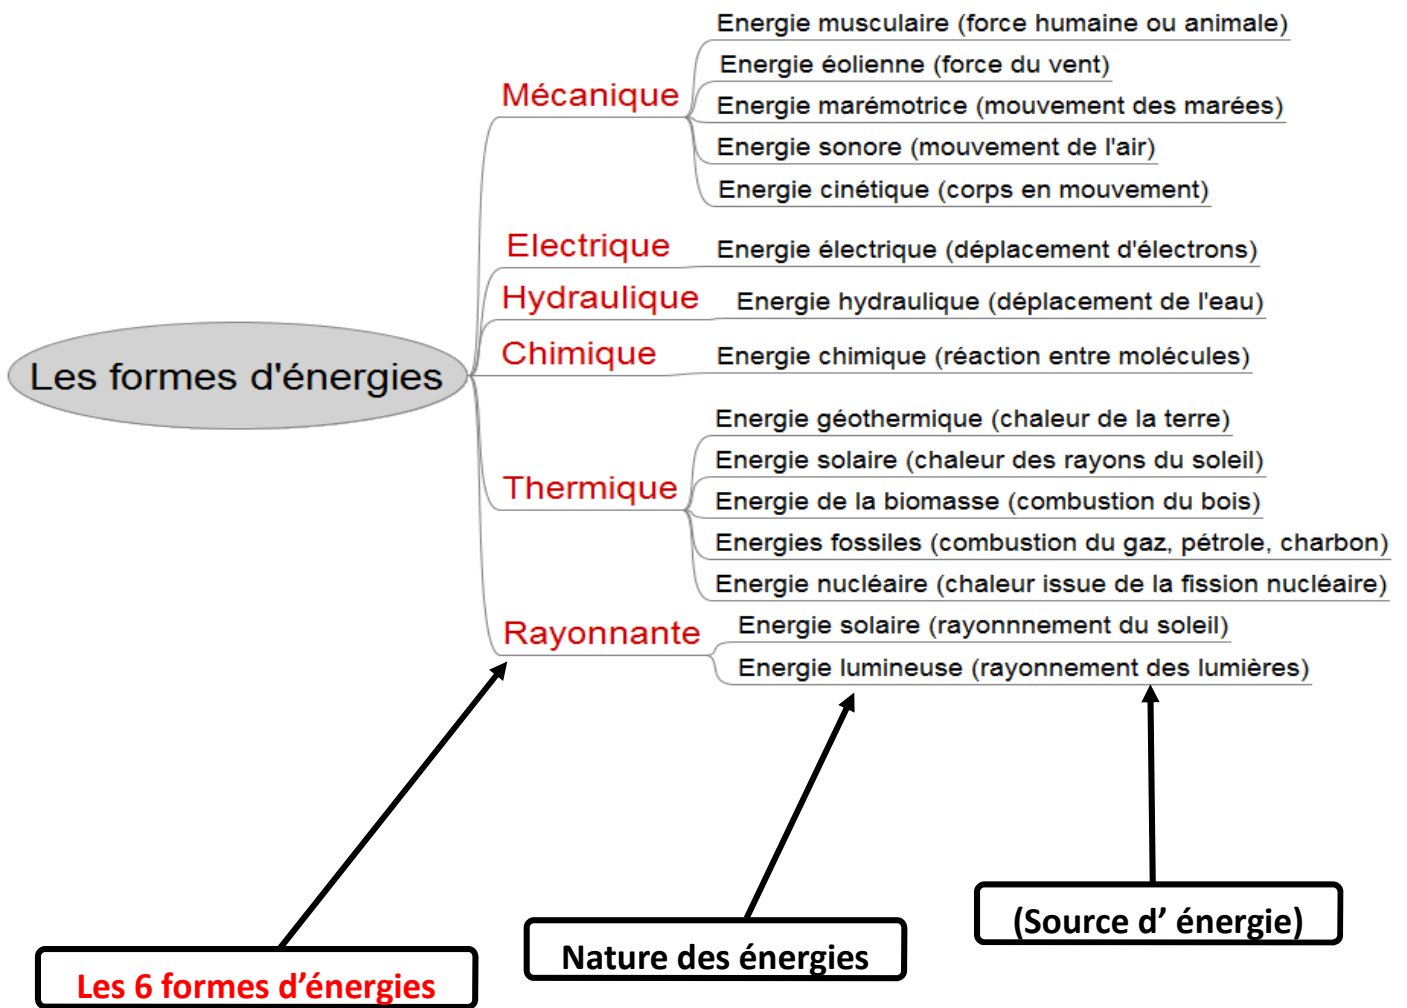 Les formes d'énergies
Mécanique
Energie musculaire (force humaine ou animale)
Energie éolienne (force du vent)
Energie marémotrice (mouvement des marées)
Energie sonore (mouvement de l'air)
Energie cinétique (corps en mouvement)
Electrique
Energie électrique (déplacement d'électrons)
Hydraulique
Energie hydraulique (déplacement de l'eau)
Chimique
Energie chimique (réaction entre molécules)
Thermique
Energie géothermique (chaleur de la terre)
Energie solaire (chaleur des rayons du soleil)
Energie de la biomasse (combustion du bois)
Energies fossiles (combustion du gaz, pétrole, charbon)
Energie nucléaire (chaleur issue de la fission nucléaire)
Rayonnante
Energie solaire (rayonnnement du soleil)
Energie lumineuse (rayonnement des lumières)
Les 6 formes d’énergies
Nature des énergies
(Source d’ énergie)